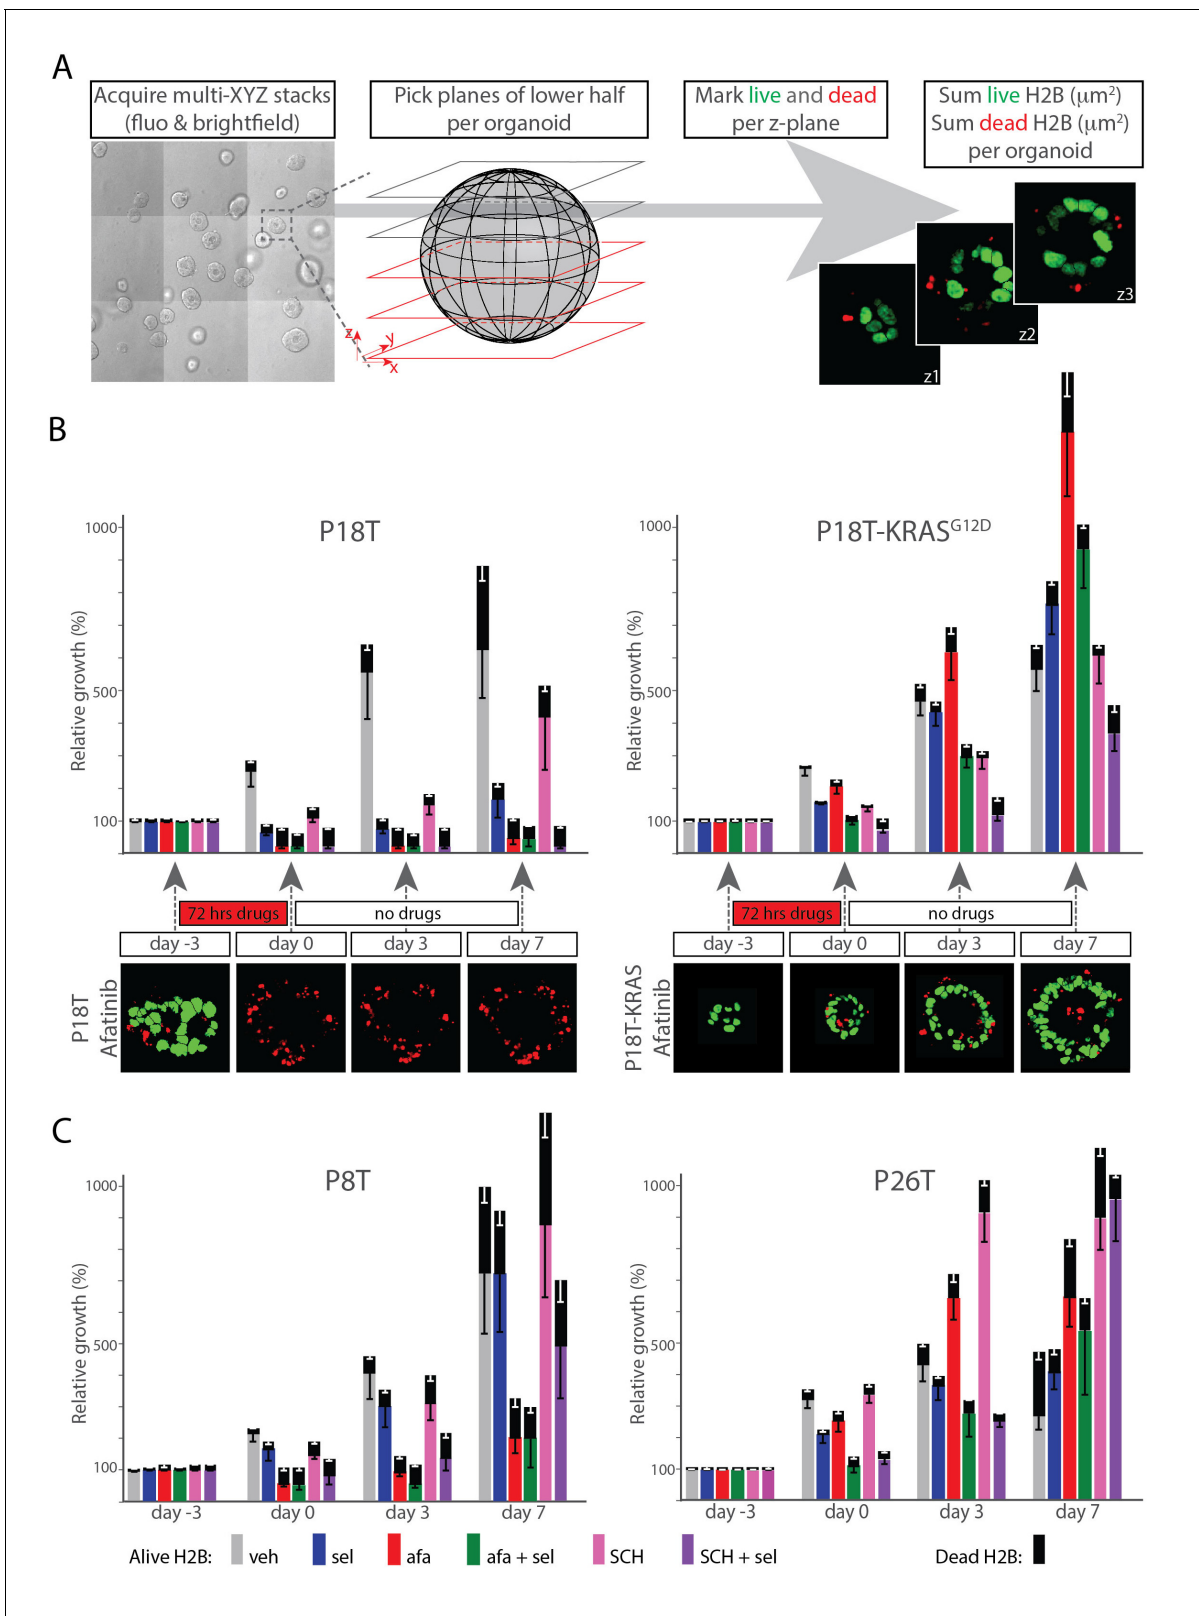 A
Acquire multi-XYZ stacks
(fluo & brightfield)
Pick planes of lower half
per organoid
Mark live and dead
per z-plane
Sum live H2B (μm²)
Sum dead H2B (μm²)
per organoid
z
y
x
z1
z2
z3
B
P18T
Relative growth (%)
1000
500
100
P18T-KRASG12D
Relative growth (%)
1000
500
100
72 hrs drugs
no drugs
day -3
day 0
day 3
day 7
P18T
Afatinib
72 hrs drugs
no drugs
day -3
day 0
day 3
day 7
P18T-KRAS
Afatinib
C
P8T
Relative growth (%)
1000
500
100
day -3
day 0
day 3
day 7
P26T
Relative growth (%)
1000
500
100
day -3
day 0
day 3
day 7
Alive H2B: veh sel afa afa + sel SCH SCH + sel Dead H2B: